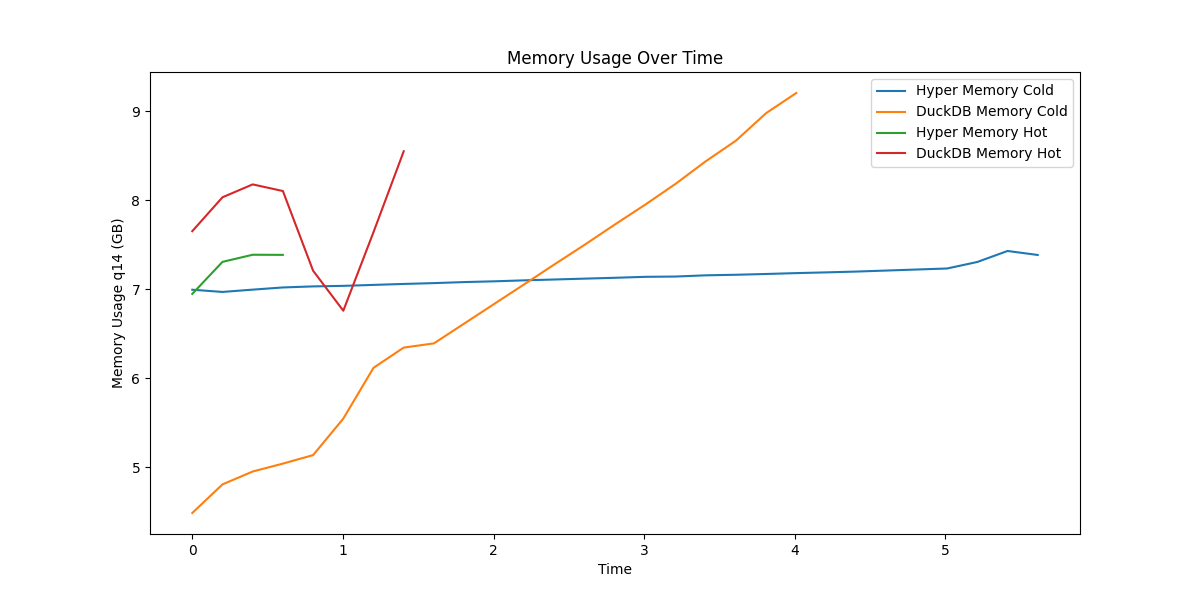 Memory Usage Over Time
Hyper Memory Cold
DuckDB Memory Cold
Hyper Memory Hot
DuckDB Memory Hot
Memory Usage q14 (GB)
9
8
7
6
5
0 1 2 3 4 5
Time